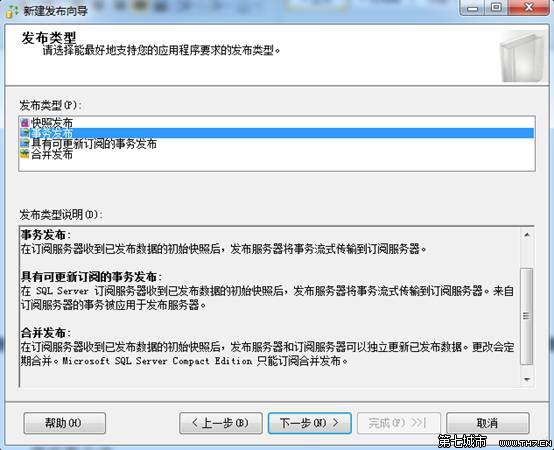 新建发布向导
发布类型
请选择能最好地支持您的应用程序要求的发布类型。
发布类型(P):
快照发布
事务发布
具有可更新订阅的事务发布
合并发布
发布类型说明(D):
事务发布:
在订阅服务器收到已发布数据的初始快照后，发布服务器将事务流式传输到订阅服务器。
具有可更新订阅的事务发布:
在 SQL Server 订阅服务器收到已发布数据的初始快照后，发布服务器将事务流式传输到订阅服务器。来自
订阅服务器的事务被应用于发布服务器。
合并发布:
在订阅服务器收到已发布数据的初始快照后，发布服务器和订阅服务器可以独立更新已发布数据。更改会定
期合并。Microsoft SQL Server Compact Edition 只能订阅合并发布。
帮助(H) < 上一步(B) 下一步(N) > 完成(F) >>| 取消
第七城市 WWW.TH7.CN